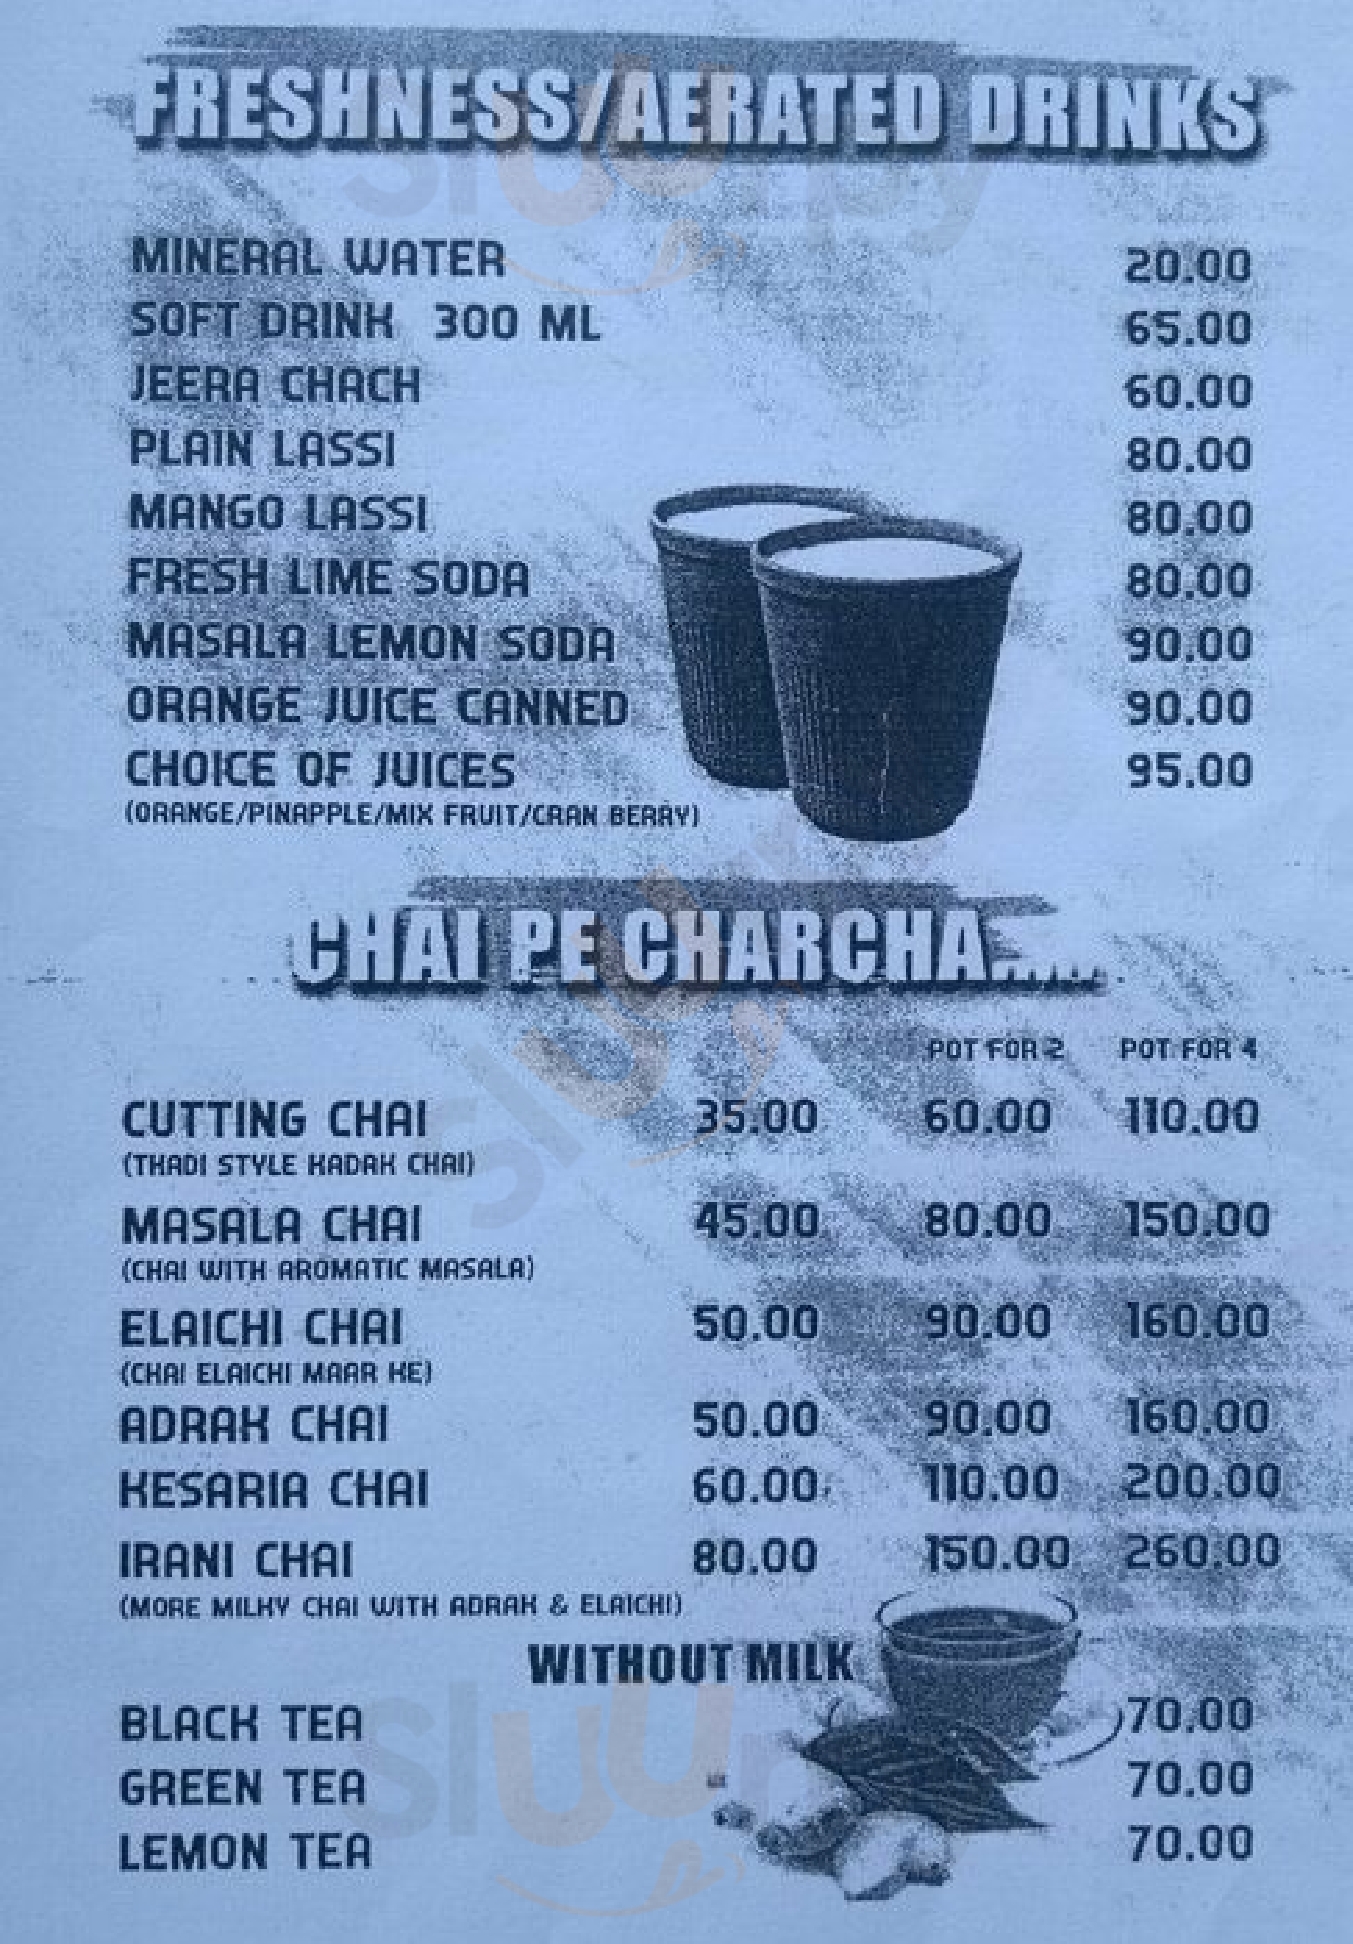 FRESHNESS/AERATED DRINKS
MINERAL WATER 20.00
SOFT DRINK 300 ML 65.00
JEERA CHACH 60.00
PLAIN LASSI 80.00
MANGO LASSI 80.00
FRESH LIME SODA 80.00
MASALA LEMON SODA 90.00
ORANGE JUICE CANNED 90.00
CHOICE OF JUICES 95.00
(ORANGE/PINAPPLE/MIX FRUIT/CRAN BERRY)
CHAI PE CHARCHA......
POT FOR 2 POT FOR 4
CUTTING CHAI 35.00 60.00 110.00
(THADI STYLE KADAK CHAI)
MASALA CHAI 45.00 80.00 150.00
(CHAI WITH AROMATIC MASALA)
ELAICHI CHAI 50.00 90.00 160.00
(CHAI ELAICHI MAAR KE)
ADRAK CHAI 50.00 90.00 160.00
KESARIA CHAI 60.00 110.00 200.00
IRANI CHAI 80.00 150.00 260.00
(MORE MILKY CHAI WITH ADRAK & ELAICHI)
WITHOUT MILK
BLACK TEA 70.00
GREEN TEA 70.00
LEMON TEA 70.00